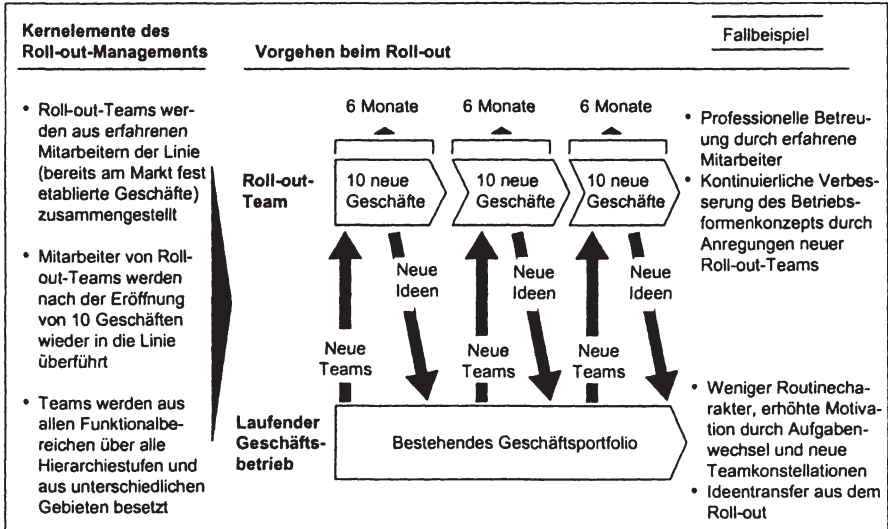 Kernelemente des
Roll-out-Managements
Vorgehen beim Roll-out
Fallbeispiel
• Roll-out-Teams wer-
den aus erfahrenen
Mitarbeitern der Linie
(bereits am Markt fest
etablierte Geschäfte)
zusammengestellt
• Mitarbeiter von Roll-
out-Teams werden
nach der Eröffnung
von 10 Geschäften
wieder in die Linie
überführt
• Teams werden aus
allen Funktionalbe-
reichen über alle
Hierarchiestufen und
aus unterschiedlichen
Gebieten besetzt
6 Monate 6 Monate 6 Monate
Roll-out-
Team
10 neue
Geschäfte
10 neue
Geschäfte
10 neue
Geschäfte
Neue
Ideen
Neue
Ideen
Neue
Ideen
Neue
Teams
Neue
Teams
Neue
Teams
Laufender
Geschäfts-
betrieb
Bestehendes Geschäftsportfolio
• Professionelle Betreu-
ung durch erfahrene
Mitarbeiter
• Kontinuierliche Verbes-
serung des Betriebs-
formenkonzepts durch
Anregungen neuer
Roll-out-Teams
• Weniger Routinecha-
rakter, erhöhte Motiva-
tion durch Aufgaben-
wechsel und neue
Teamkonstellationen
• Ideentransfer aus dem
Roll-out